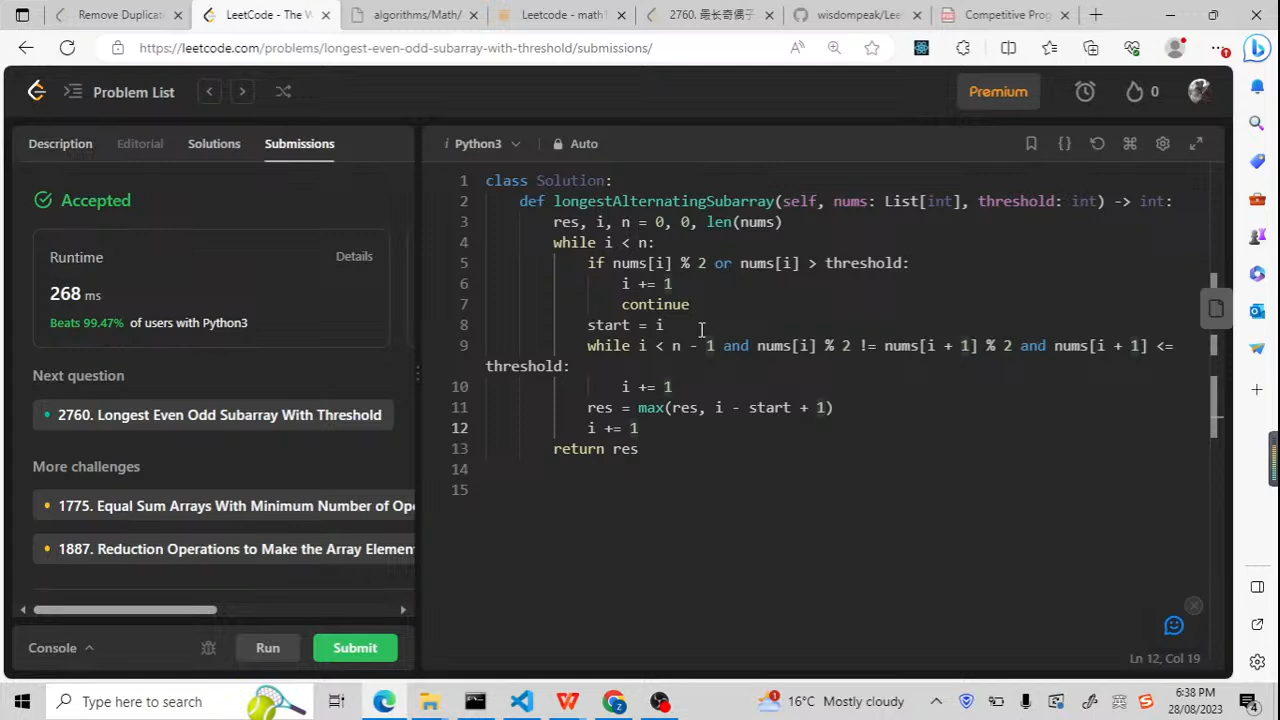 Remove Duplicat
LeetCode - The W
algorithms/Math/
Leetcode - math
2760. 最长奇偶子
wisdompeak/Lee
Competitive Prog
https://leetcode.com/problems/longest-even-odd-subarray-with-threshold/submissions/
Problem List
Premium
0
Description
Editorial
Solutions
Submissions
i Python3
Auto
Accepted
Runtime
Details
268 ms
Beats 99.47% of users with Python3
Next question
2760. Longest Even Odd Subarray With Threshold
More challenges
1775. Equal Sum Arrays With Minimum Number of Ope
1887. Reduction Operations to Make the Array Element
1 class Solution:
2 def longestAlternatingSubarray(self, nums: List[int], threshold: int) -> int:
3 res, i, n = 0, 0, len(nums)
4 while i < n:
5 if nums[i] % 2 or nums[i] > threshold:
6 i += 1
7 continue
8 start = i
9 while i < n - 1 and nums[i] % 2 != nums[i + 1] % 2 and nums[i + 1] <=
threshold:
10 i += 1
11 res = max(res, i - start + 1)
12 i += 1
13 return res
14
15
Console
Run
Submit
Ln 12, Col 19
Type here to search
1
16°C Mostly cloudy
6:38 PM
28/08/2023
4